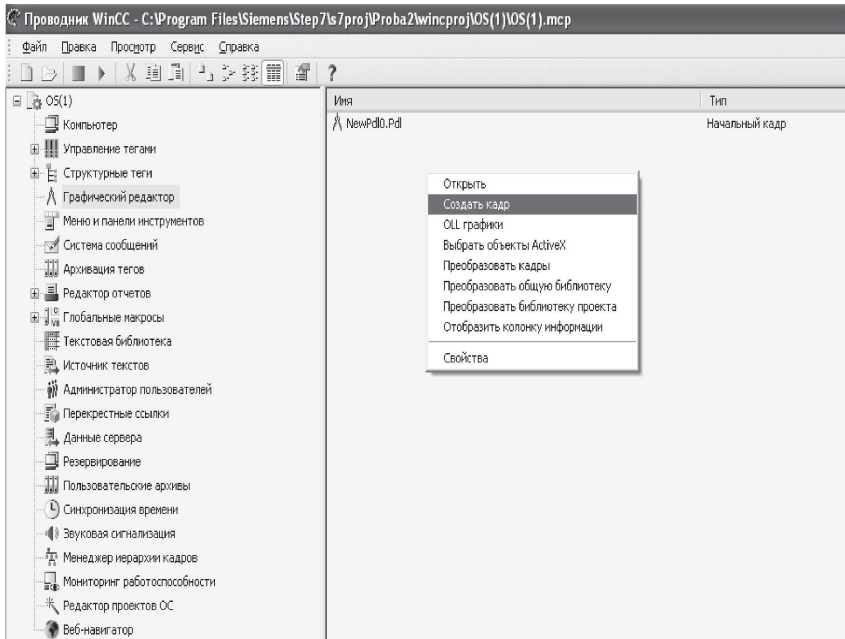 Проводник WinCC - C:\Program Files\Siemens\Step7\s7proj\Proba2\wincproj\OS(1)\OS(1).mcp
Файл Правка Просмотр Сервис Справка
OS(1)
Компьютер
Управление тегами
Структурные теги
Графический редактор
Меню и панели инструментов
Система сообщений
Архивация тегов
Редактор отчетов
Глобальные макросы
Текстовая библиотека
Источник текстов
Администратор пользователей
Перекрестные ссылки
Данные сервера
Резервирование
Пользовательские архивы
Синхронизация времени
Звуковая сигнализация
Менеджер иерархии кадров
Мониторинг работоспособности
Редактор проектов ОС
Веб-навигатор
Имя Тип
NewPdl0.Pdl Начальный кадр
Открыть
Создать кадр
OLL графики
Выбрать объекты ActiveX
Преобразовать кадры
Преобразовать общую библиотеку
Преобразовать библиотеку проекта
Отобразить колонку информации
Свойства